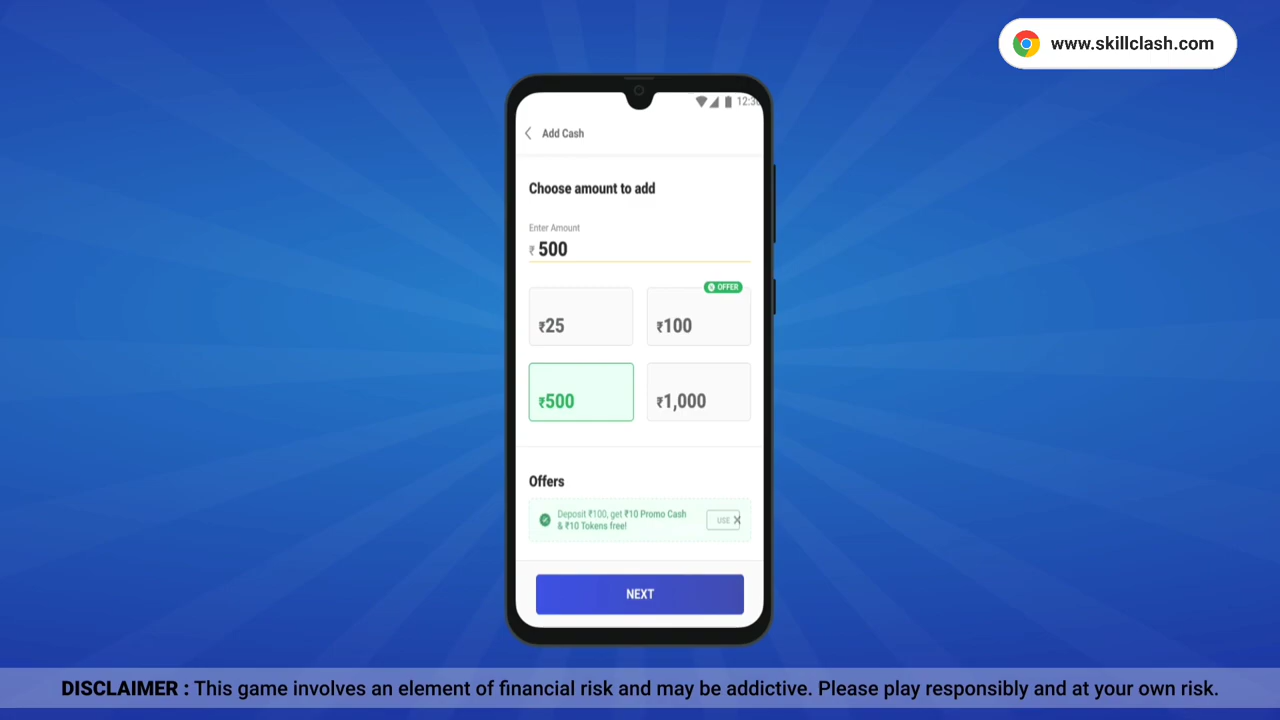 www.skillclash.com
Add Cash
Choose amount to add
Enter Amount
₹ 500
OFFER
₹25
₹100
₹500
₹1,000
Offers
Deposit ₹100, get ₹10 Promo Cash
& ₹10 Tokens free!
USE
NEXT
DISCLAIMER : This game involves an element of financial risk and may be addictive. Please play responsibly and at your own risk.